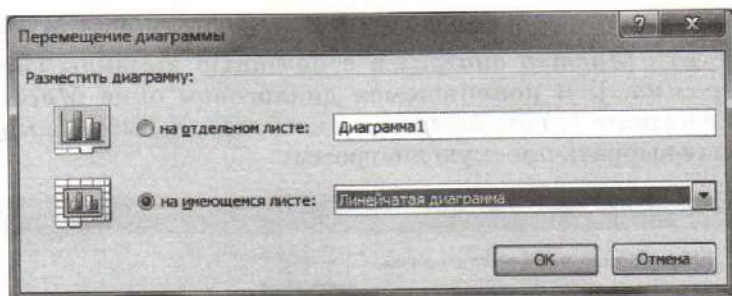 Перемещение диаграммы
Разместить диаграмму:
на отдельном листе:
Диаграмма1
на имеющемся листе:
Линейчатая диаграмма
ОК
Отмена